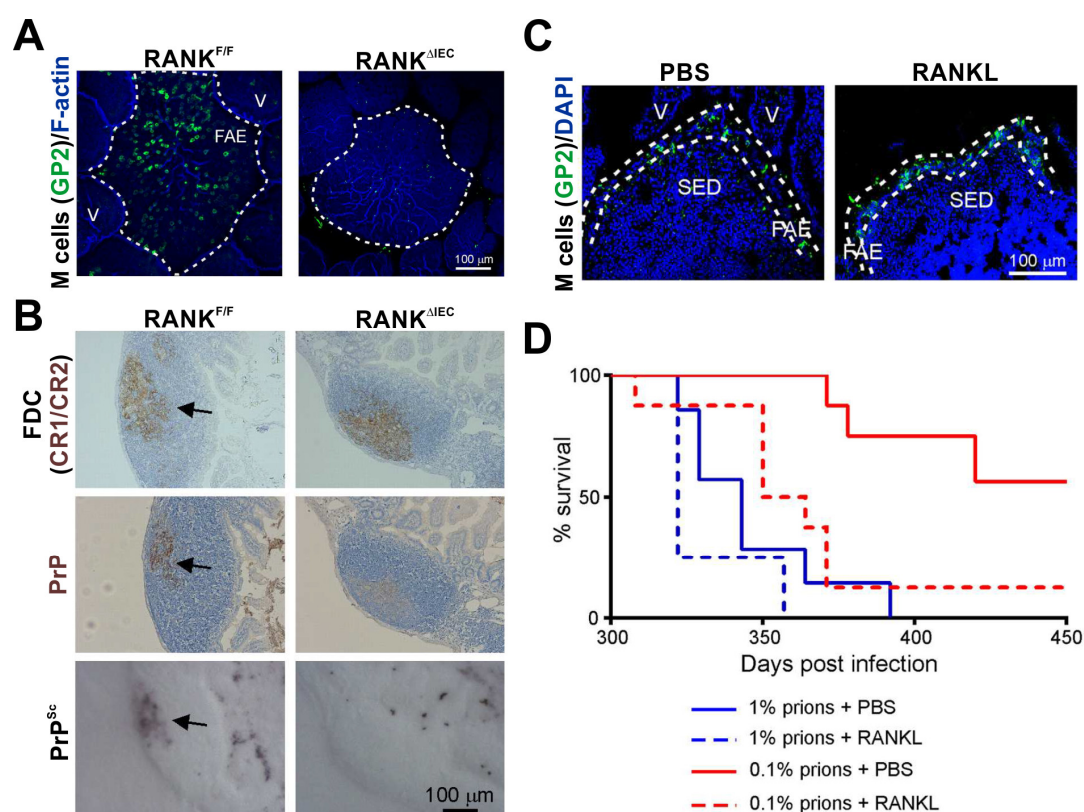 A
RANK^F/F
RANK^ΔIEC
M cells (GP2)/F-actin
V
FAE
V
100 μm
B
RANK^F/F
RANK^ΔIEC
FDC
(CR1/CR2)
PrP
PrP^Sc
100 μm
C
PBS
RANKL
M cells (GP2)/DAPI
V
V
SED
FAE
SED
FAE
100 μm
D
% survival
100
50
0
300
350
400
450
Days post infection
1% prions + PBS
1% prions + RANKL
0.1% prions + PBS
0.1% prions + RANKL